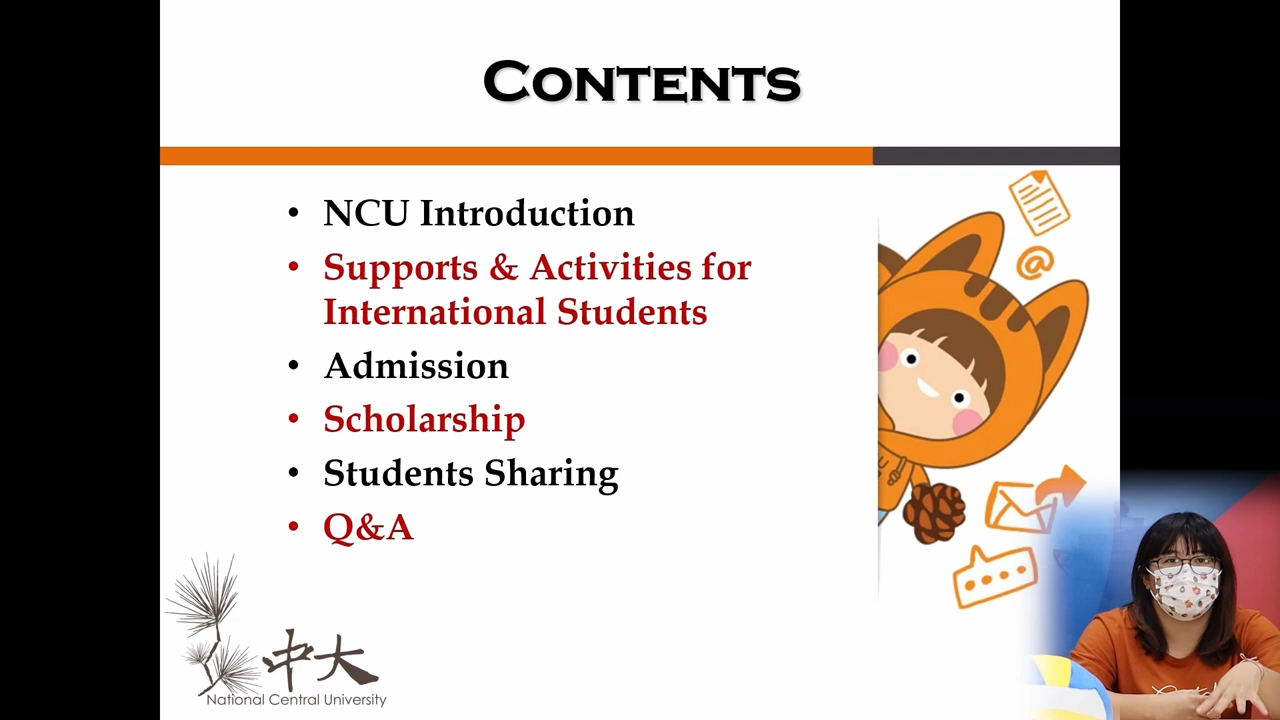 CONTENTS
• NCU Introduction
• Supports & Activities for
International Students
• Admission
• Scholarship
• Students Sharing
• Q&A
@
中大
National Central University